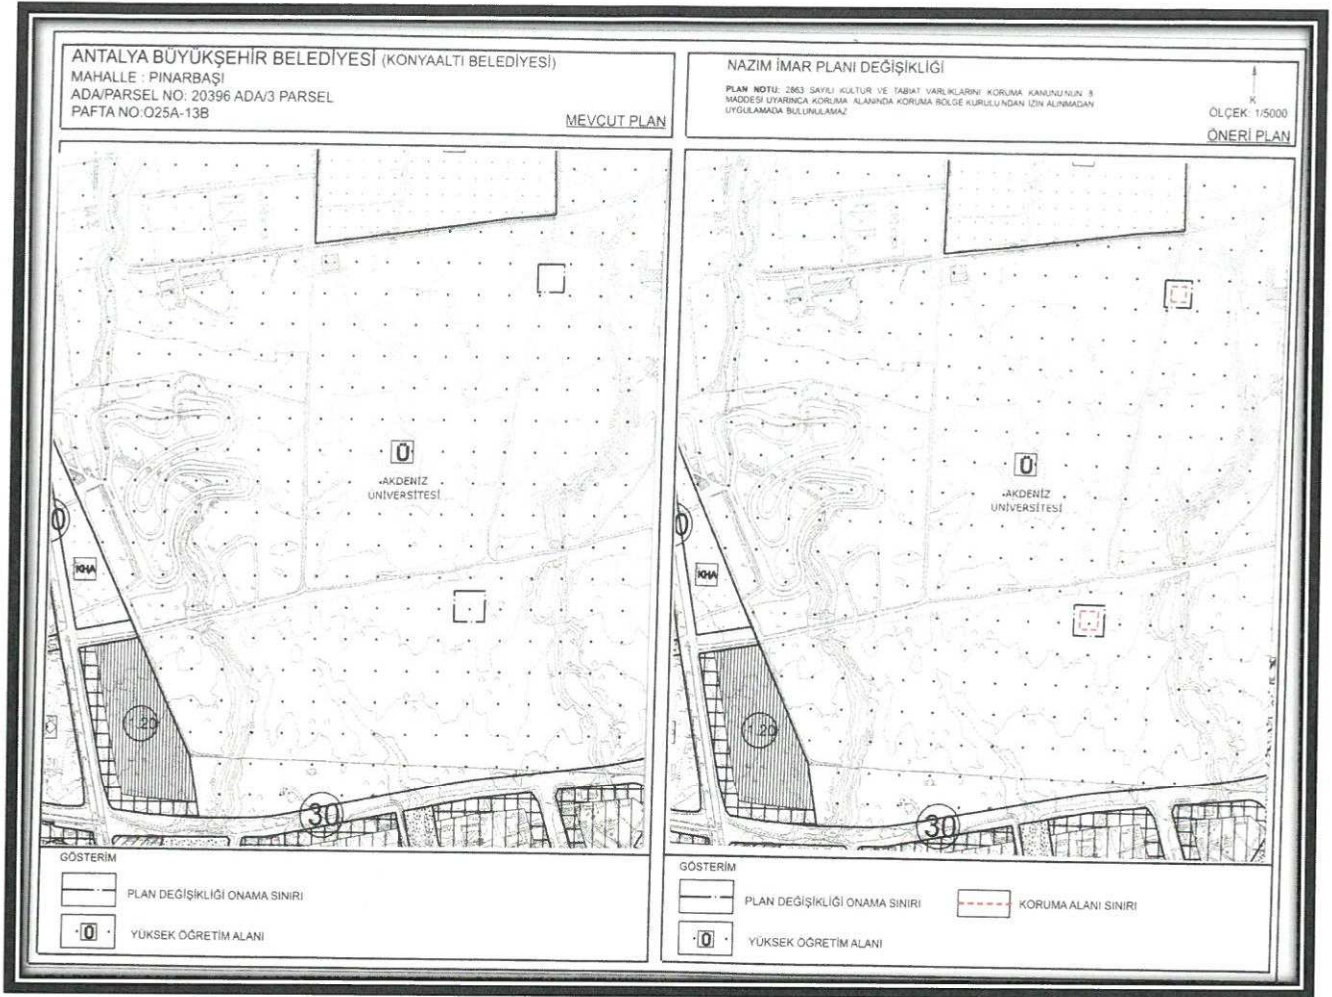 ANTALYA BÜYÜKŞEHİR BELEDİYESİ (KONYAALTI BELEDİYESİ)
MAHALLE : PINARBAŞI
ADA/PARSEL NO: 20396 ADA/3 PARSEL
PAFTA NO:O25A-13B
MEVCUT PLAN
Ü
AKDENİZ
ÜNİVERSİTESİ
0
KHA
1.20
30
GÖSTERİM
PLAN DEĞİŞİKLİĞİ ONAMA SINIRI
Ü
YÜKSEK ÖĞRETİM ALANI
NAZIM İMAR PLANI DEĞİŞİKLİĞİ
PLAN NOTU: 2863 SAYILI KÜLTÜR VE TABİAT VARLIKLARINI KORUMA KANUNU'NUN 8
MADDESİ UYARINCA KORUMA ALANINDA KORUMA BÖLGE KURULU'NDAN İZİN ALINMADAN
UYGULAMADA BULUNULAMAZ
K
ÖLÇEK: 1/5000
ÖNERİ PLAN
Ü
AKDENİZ
ÜNİVERSİTESİ
0
KHA
1.20
30
GÖSTERİM
PLAN DEĞİŞİKLİĞİ ONAMA SINIRI
KORUMA ALANI SINIRI
Ü
YÜKSEK ÖĞRETİM ALANI